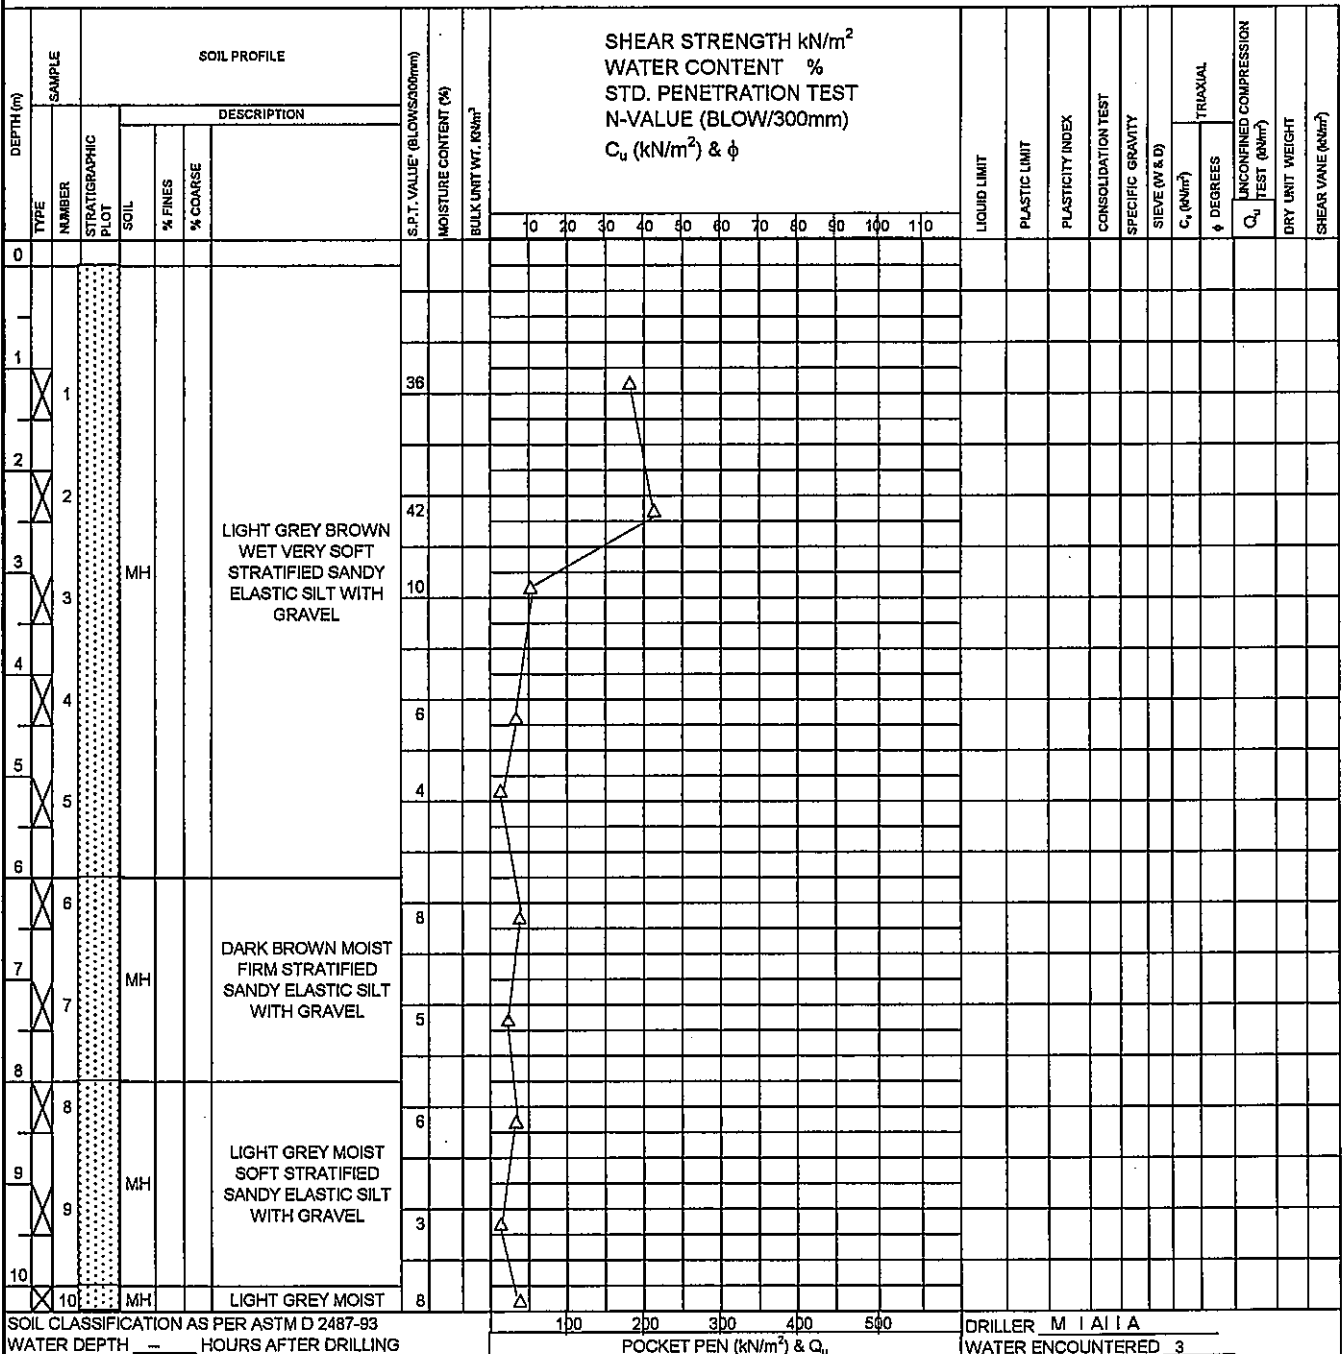 DEPTH (m)
SAMPLE
TYPE
NUMBER
SOIL PROFILE
STRATIGRAPHIC
PLOT
DESCRIPTION
SOIL
% FINES
% COARSE
S.P.T. VALUE' (BLOWS/300mm)
MOISTURE CONTENT (%)
BULK UNIT WT. KN/m³
SHEAR STRENGTH kN/m²
WATER CONTENT %
STD. PENETRATION TEST
N-VALUE (BLOW/300mm)
Cu (kN/m²) & ϕ
10 20 30 40 50 60 70 80 90 100 110
LIQUID LIMIT
PLASTIC LIMIT
PLASTICITY INDEX
CONSOLIDATION TEST
SPECIFIC GRAVITY
SIEVE (W & D)
TRIAXIAL
Cu (kN/m²)
ϕ DEGREES
UNCONFINED COMPRESSION
TEST (kN/m²)
Qu
DRY UNIT WEIGHT
SHEAR VANE (kN/m²)
0
1
1 36
2
2 42
LIGHT GREY BROWN
WET VERY SOFT
STRATIFIED SANDY
ELASTIC SILT WITH
GRAVEL
3
MH
3 10
4
4 6
5
5 4
6
6 8
DARK BROWN MOIST
FIRM STRATIFIED
SANDY ELASTIC SILT
WITH GRAVEL
7
MH
7 5
8
8 6
LIGHT GREY MOIST
SOFT STRATIFIED
SANDY ELASTIC SILT
WITH GRAVEL
9
MH
9 3
10
10 MH LIGHT GREY MOIST 8
SOIL CLASSIFICATION AS PER ASTM D 2487-93
WATER DEPTH — HOURS AFTER DRILLING
100 200 300 400 500
POCKET PEN (kN/m²) & Qu
DRILLER
WATER ENCOUNTERED 3